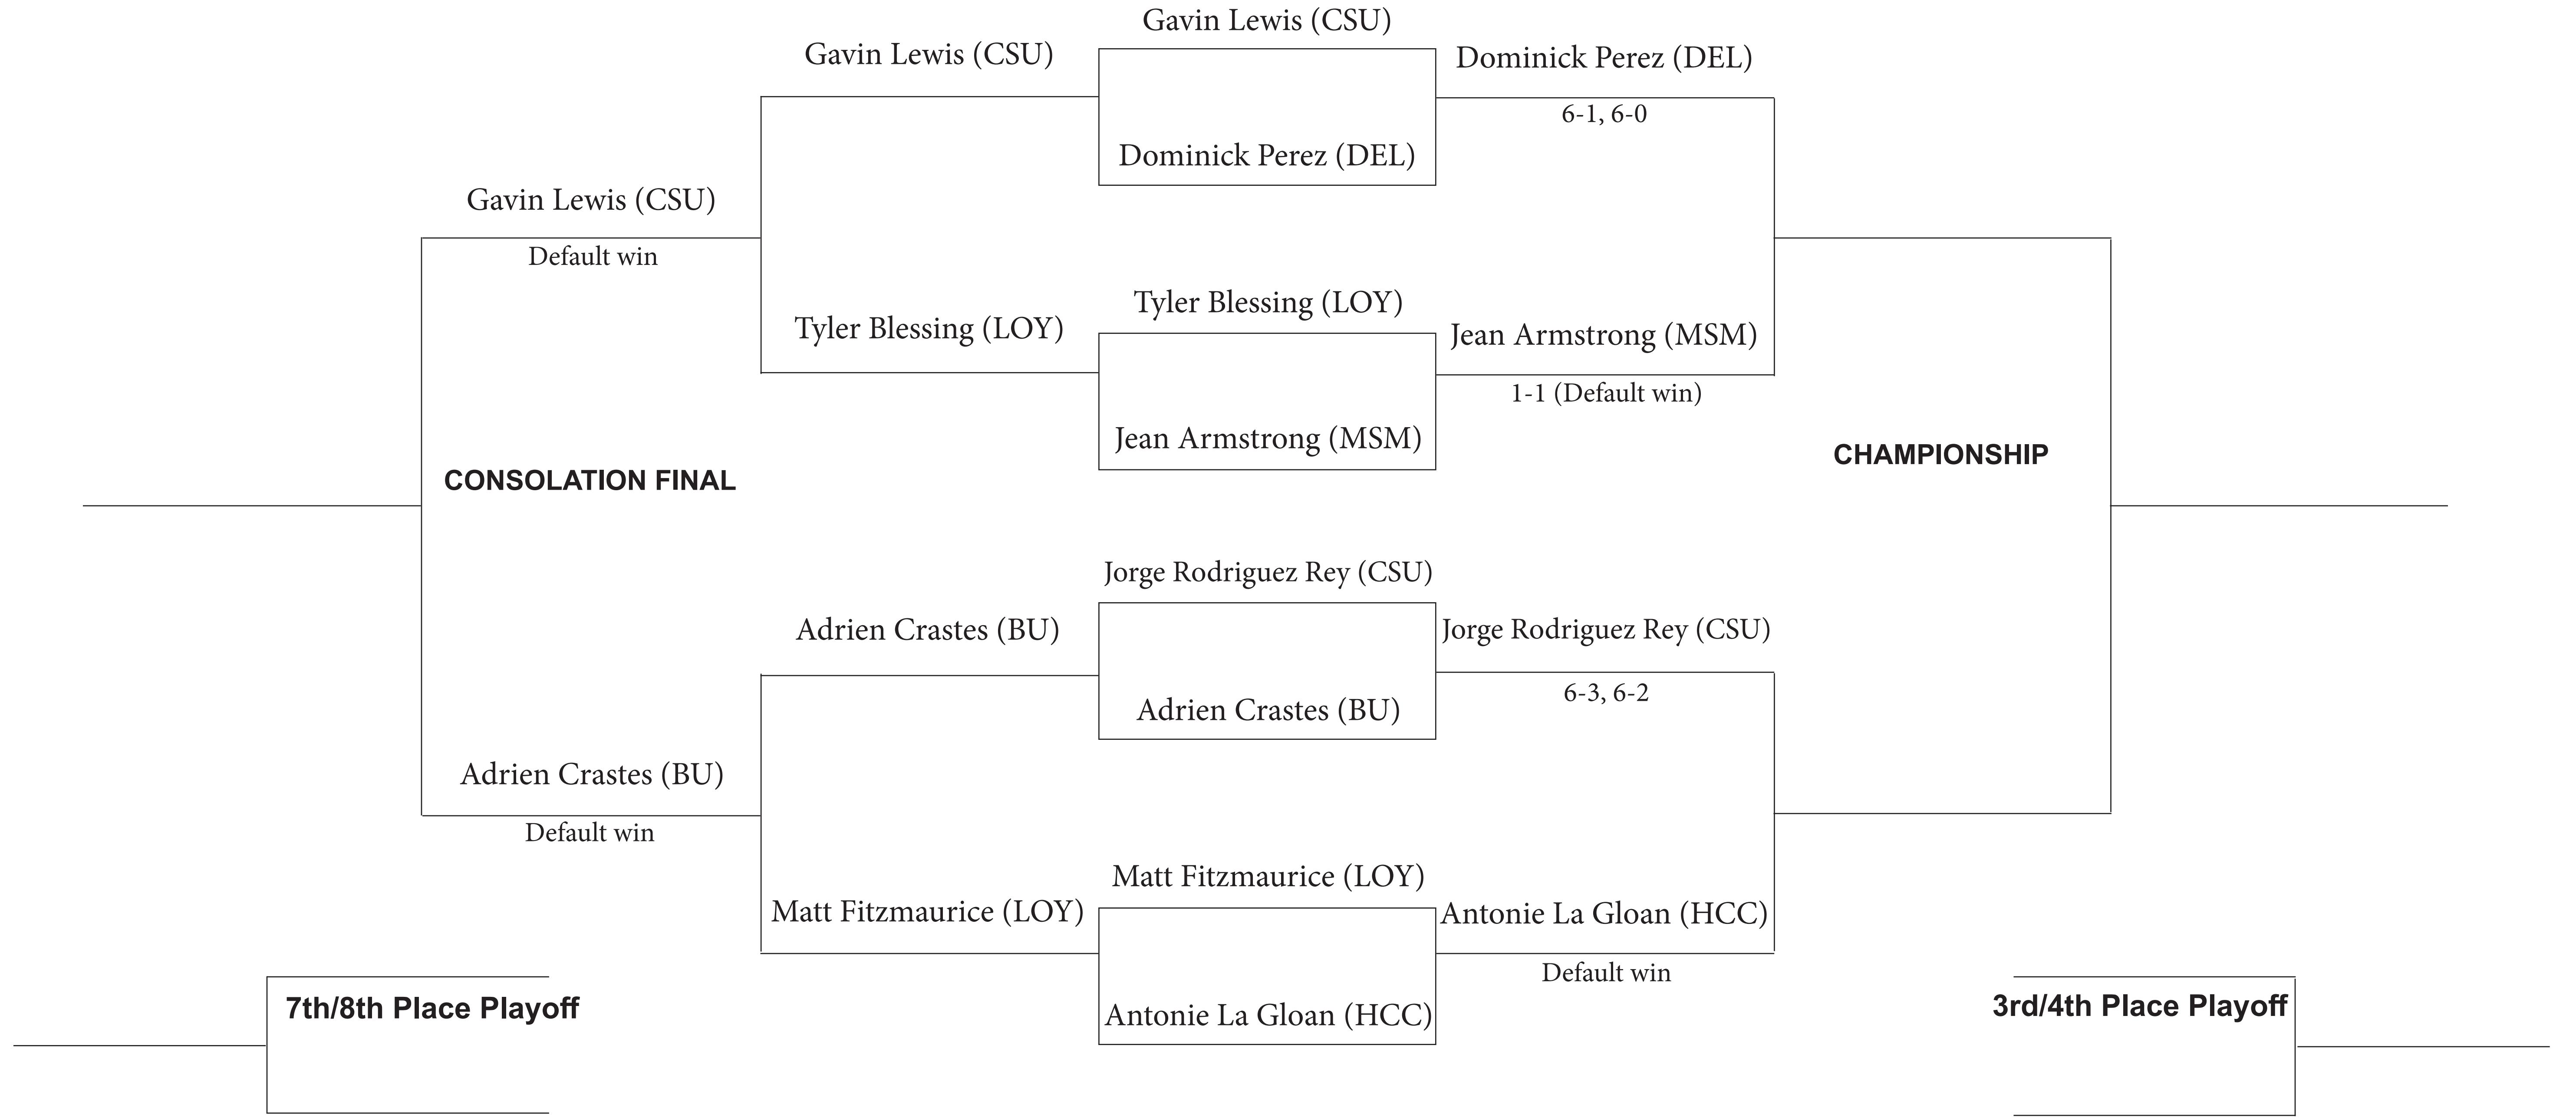 Gavin Lewis (CSU)
Gavin Lewis (CSU)
Dominick Perez (DEL)
6-1, 6-0
Dominick Perez (DEL)
Gavin Lewis (CSU)
Default win
Tyler Blessing (LOY)
Tyler Blessing (LOY)
Jean Armstrong (MSM)
1-1 (Default win)
Jean Armstrong (MSM)
CONSOLATION FINAL
CHAMPIONSHIP
Jorge Rodriguez Rey (CSU)
Adrien Crastes (BU)
Jorge Rodriguez Rey (CSU)
6-3, 6-2
Adrien Crastes (BU)
Adrien Crastes (BU)
Default win
Matt Fitzmaurice (LOY)
Matt Fitzmaurice (LOY)
Antonie La Gloan (HCC)
Default win
Antonie La Gloan (HCC)
7th/8th Place Playoff
3rd/4th Place Playoff